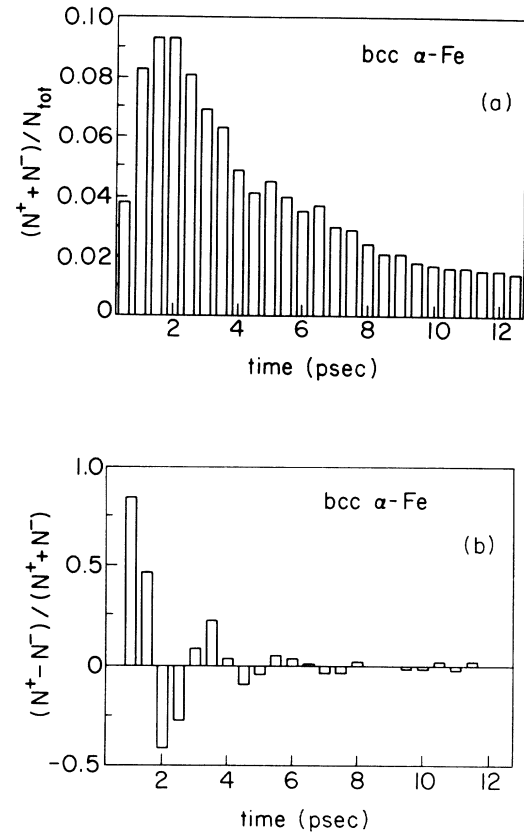 0.10
0.08
0.06
0.04
0.02
0
(N⁺+N⁻)/N_tot
bcc α-Fe
(a)
2 4 6 8 10 12
time (psec)
1.0
0.5
0
-0.5
(N⁺-N⁻)/(N⁺+N⁻)
bcc α-Fe
(b)
0 2 4 6 8 10 12
time (psec)